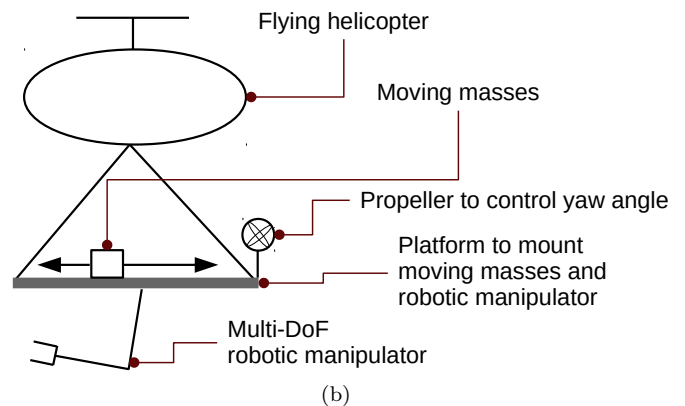 Flying helicopter
Moving masses
Propeller to control yaw angle
Platform to mount
moving masses and
robotic manipulator
Multi-DoF
robotic manipulator
(b)